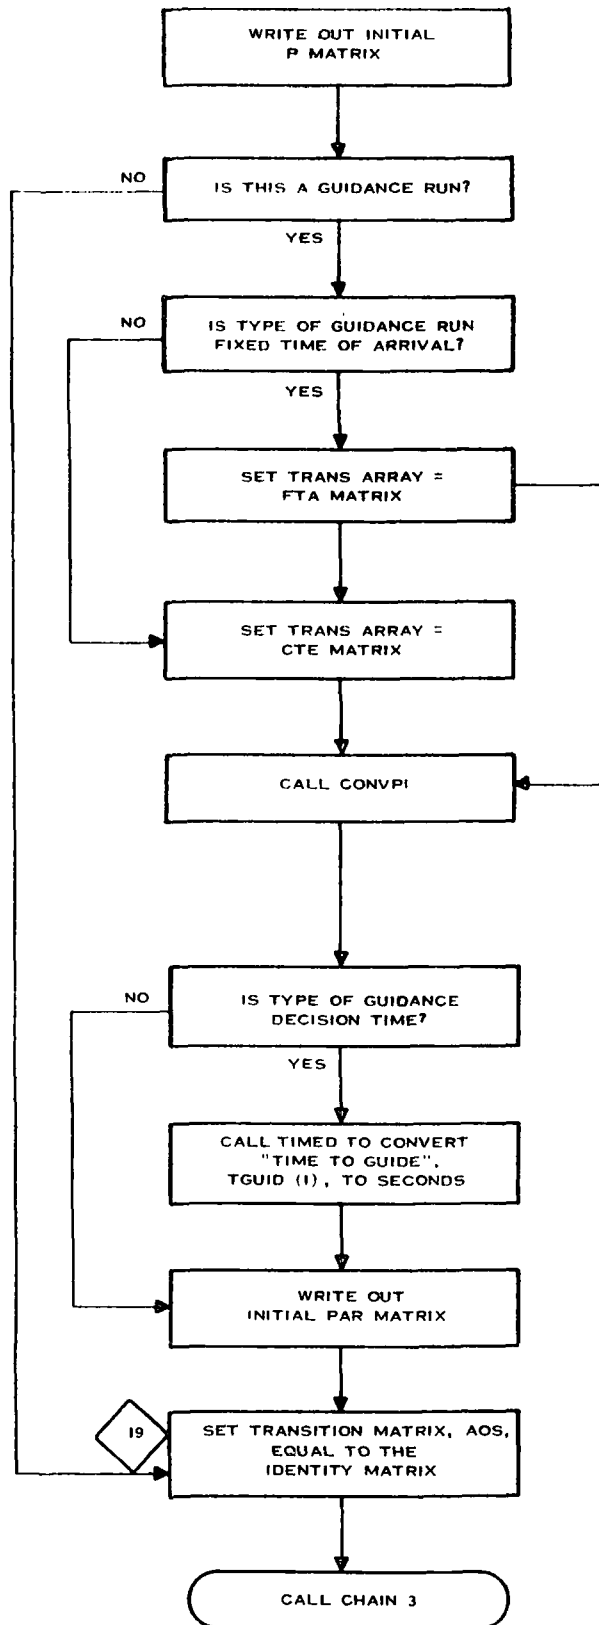 WRITE OUT INITIAL
P MATRIX
NO
IS THIS A GUIDANCE RUN?
YES
NO
IS TYPE OF GUIDANCE RUN
FIXED TIME OF ARRIVAL?
YES
SET TRANS ARRAY =
FTA MATRIX
SET TRANS ARRAY =
CTE MATRIX
CALL CONVPI
NO
IS TYPE OF GUIDANCE
DECISION TIME?
YES
CALL TIMED TO CONVERT
"TIME TO GUIDE",
TGUID (I), TO SECONDS
WRITE OUT
INITIAL PAR MATRIX
19
SET TRANSITION MATRIX, AOS,
EQUAL TO THE
IDENTITY MATRIX
CALL CHAIN 3